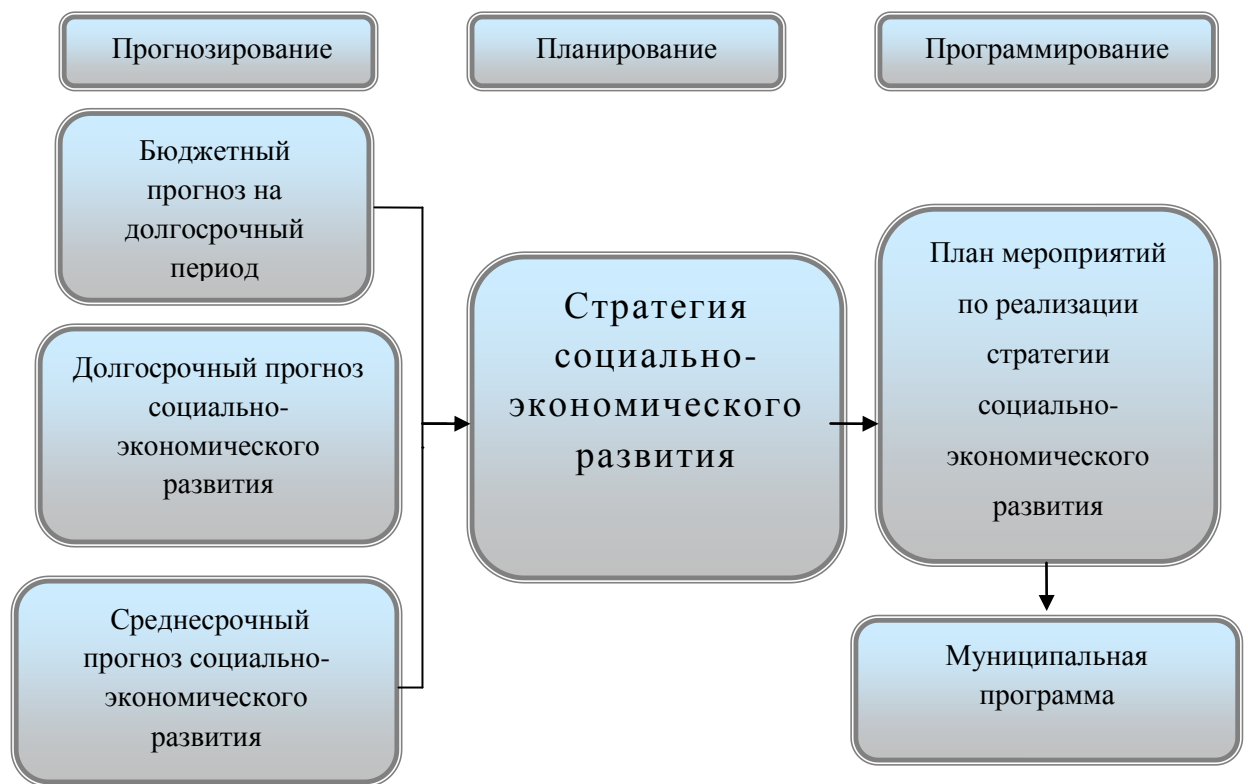 Прогнозирование
Планирование
Программирование
Бюджетный
прогноз на
долгосрочный
период
Долгосрочный прогноз
социально-
экономического
развития
Среднесрочный
прогноз социально-
экономического
развития
Стратегия
социально-
экономического
развития
План мероприятий
по реализации
стратегии
социально-
экономического
развития
Муниципальная
программа